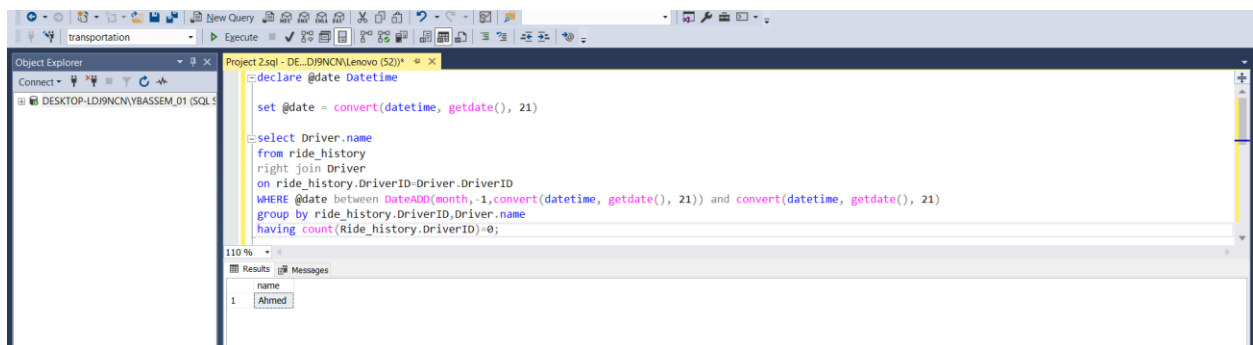 New Query
transportation
Execute
Object Explorer
Project 2.sql - DE...DJ9NCN\Lenovo (52))*
Connect
DESKTOP-LDJ9NCN\YBASSEM_01 (SQL S
declare @date Datetime
set @date = convert(datetime, getdate(), 21)
select Driver.name
from ride_history
right join Driver
on ride_history.DriverID=Driver.DriverID
WHERE @date between DateADD(month,-1,convert(datetime, getdate(), 21)) and convert(datetime, getdate(), 21)
group by ride_history.DriverID,Driver.name
having count(Ride_history.DriverID)=0;
110 %
Results Messages
name
1 Ahmed